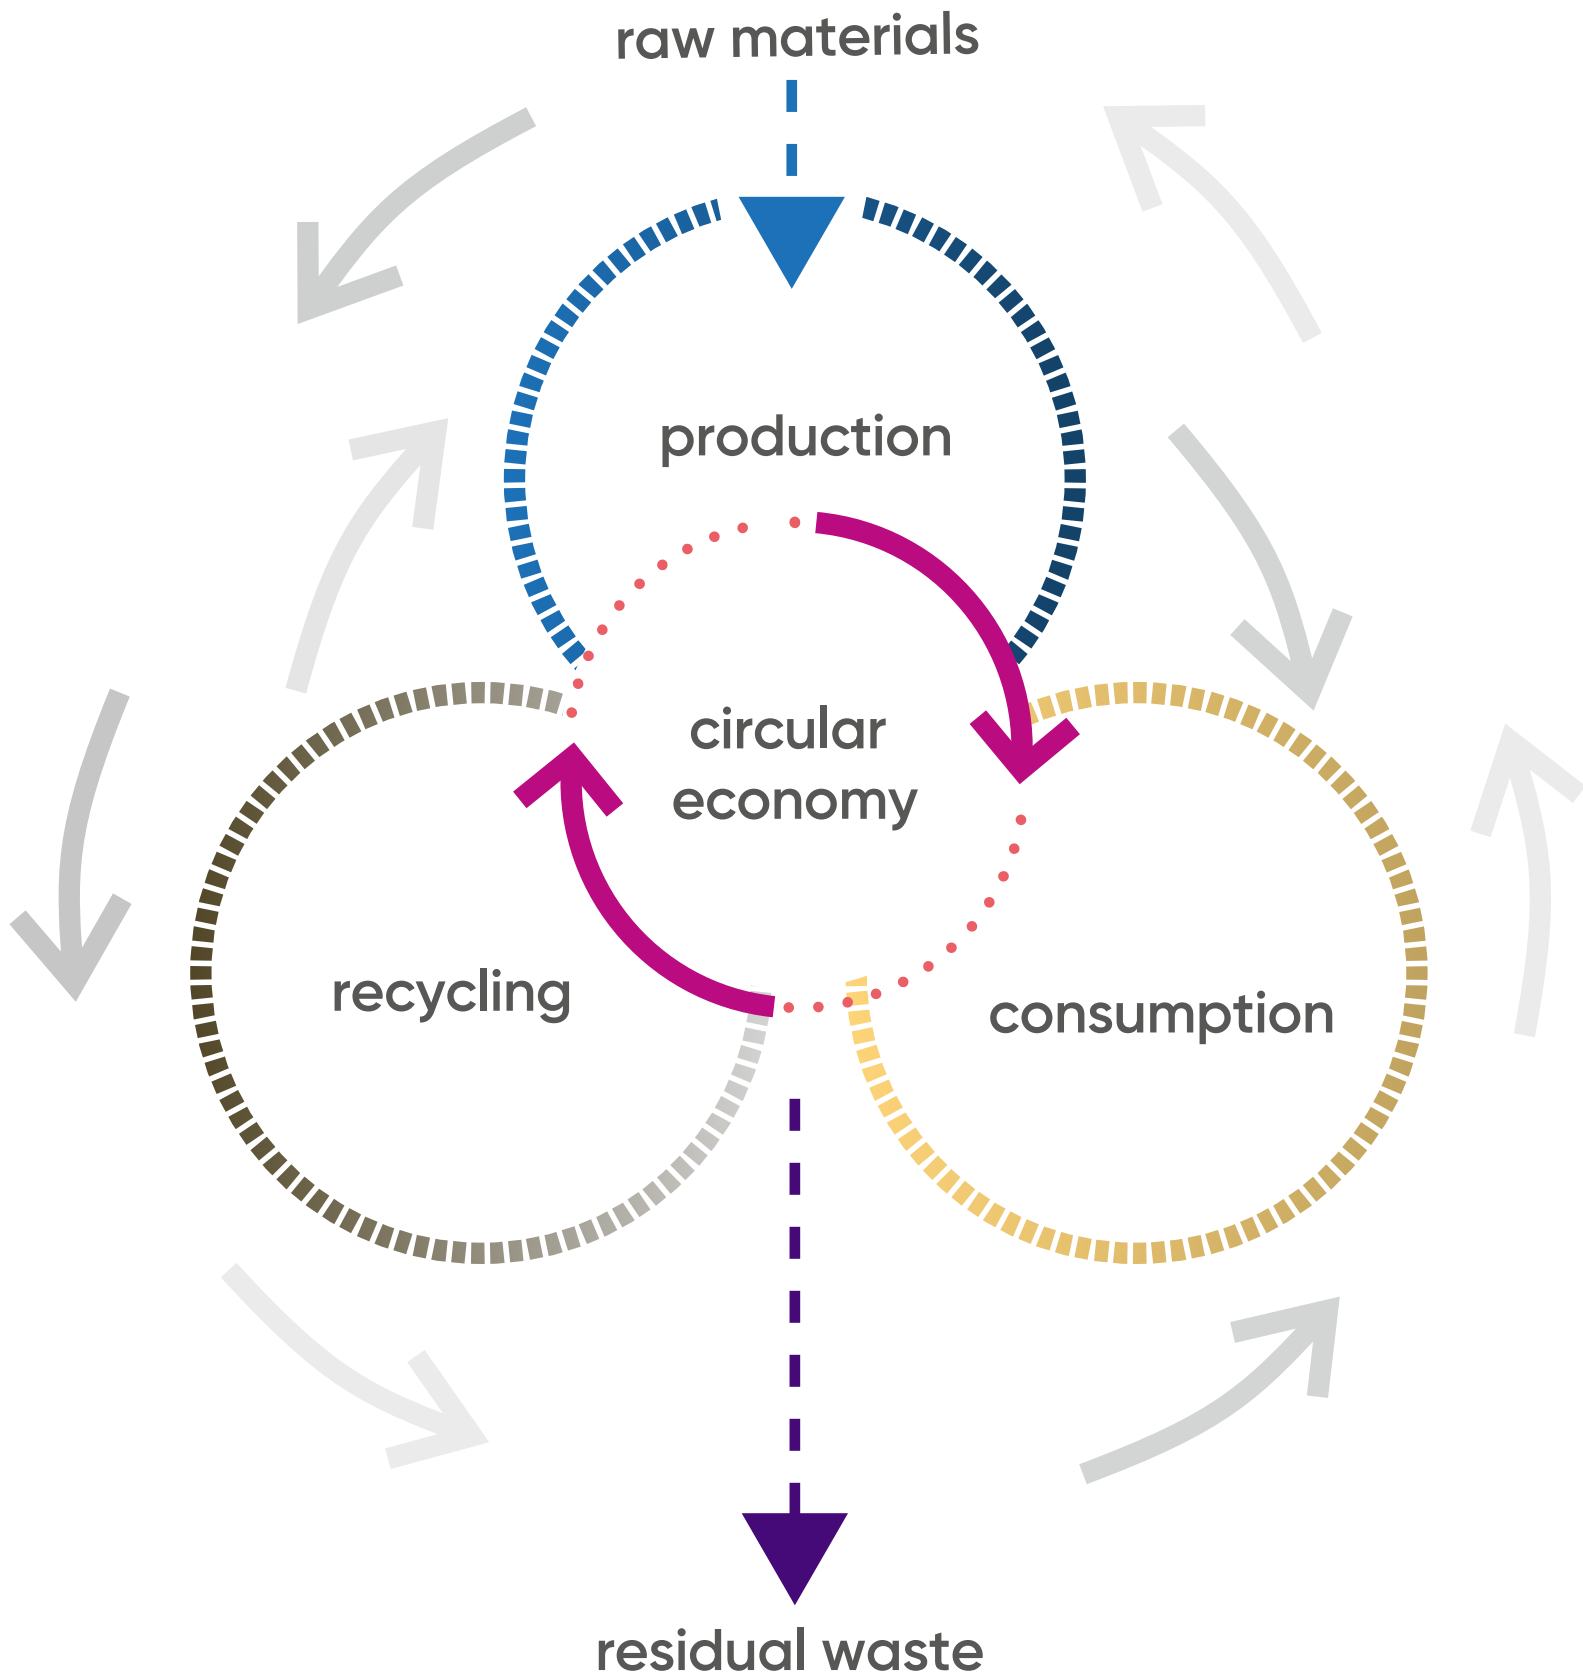 raw materials
production
circular
economy
recycling
consumption
residual waste